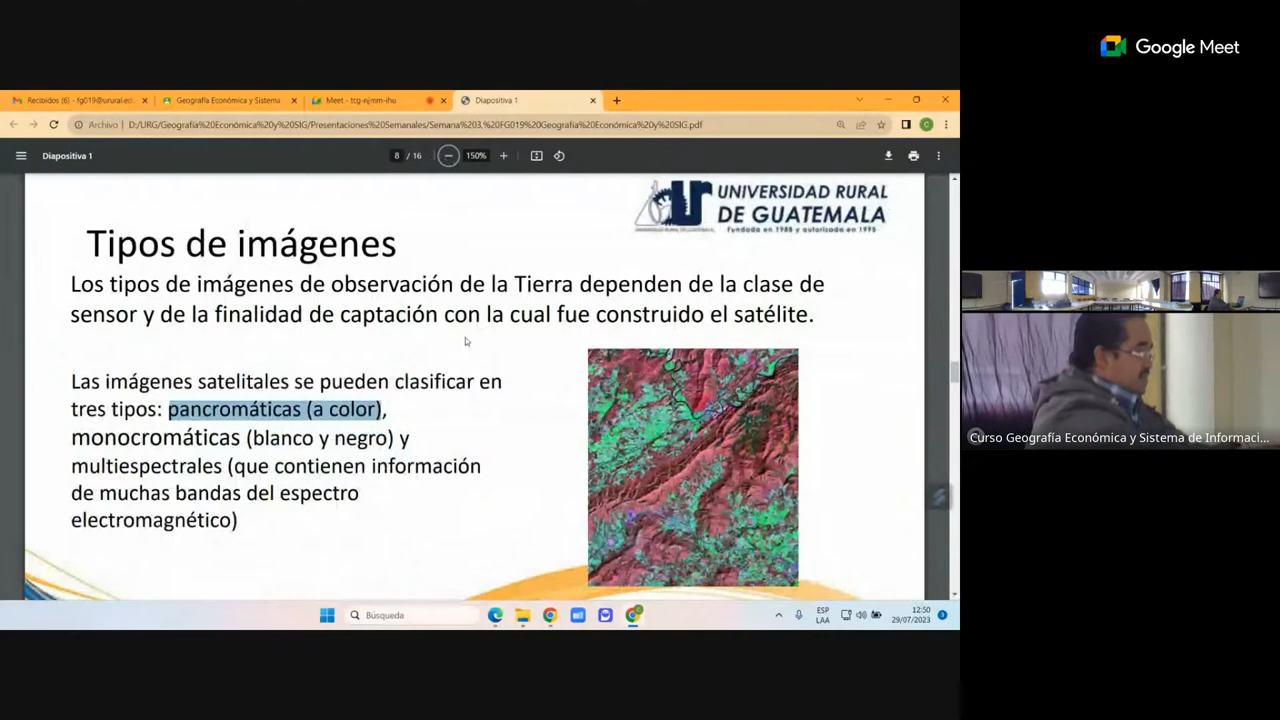 Google Meet
Recibidos (6) - fg019@urural.ed...
Geografía Económica y Sistema
Meet - tcg-njmm-ihu
Diapositiva 1
Archivo
D:/URG/Geografía%20Económica%20y%20SIG/Presentaciones%20Semanales/Semana%203,%20FG019%20Geografía%20Económica%20y%20SIG.pdf
Diapositiva 1
8 / 16
150%
UNIVERSIDAD RURAL
DE GUATEMALA
Fundada en 1988 y autorizada en 1995
Tipos de imágenes
Los tipos de imágenes de observación de la Tierra dependen de la clase de
sensor y de la finalidad de captación con la cual fue construido el satélite.
Las imágenes satelitales se pueden clasificar en
tres tipos: pancromáticas (a color),
monocromáticas (blanco y negro) y
multiespectrales (que contienen información
de muchas bandas del espectro
electromagnético)
Curso Geografía Económica y Sistema de Informaci...
Búsqueda
ESP
LAA
12:50
29/07/2023